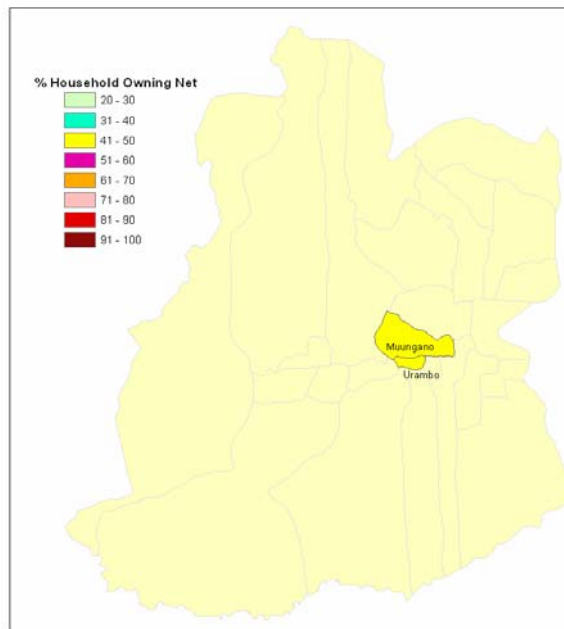 % Household Owning Net
20 - 30
31 - 40
41 - 50
51 - 60
61 - 70
71 - 80
81 - 90
91 - 100
Muungano
Urambo